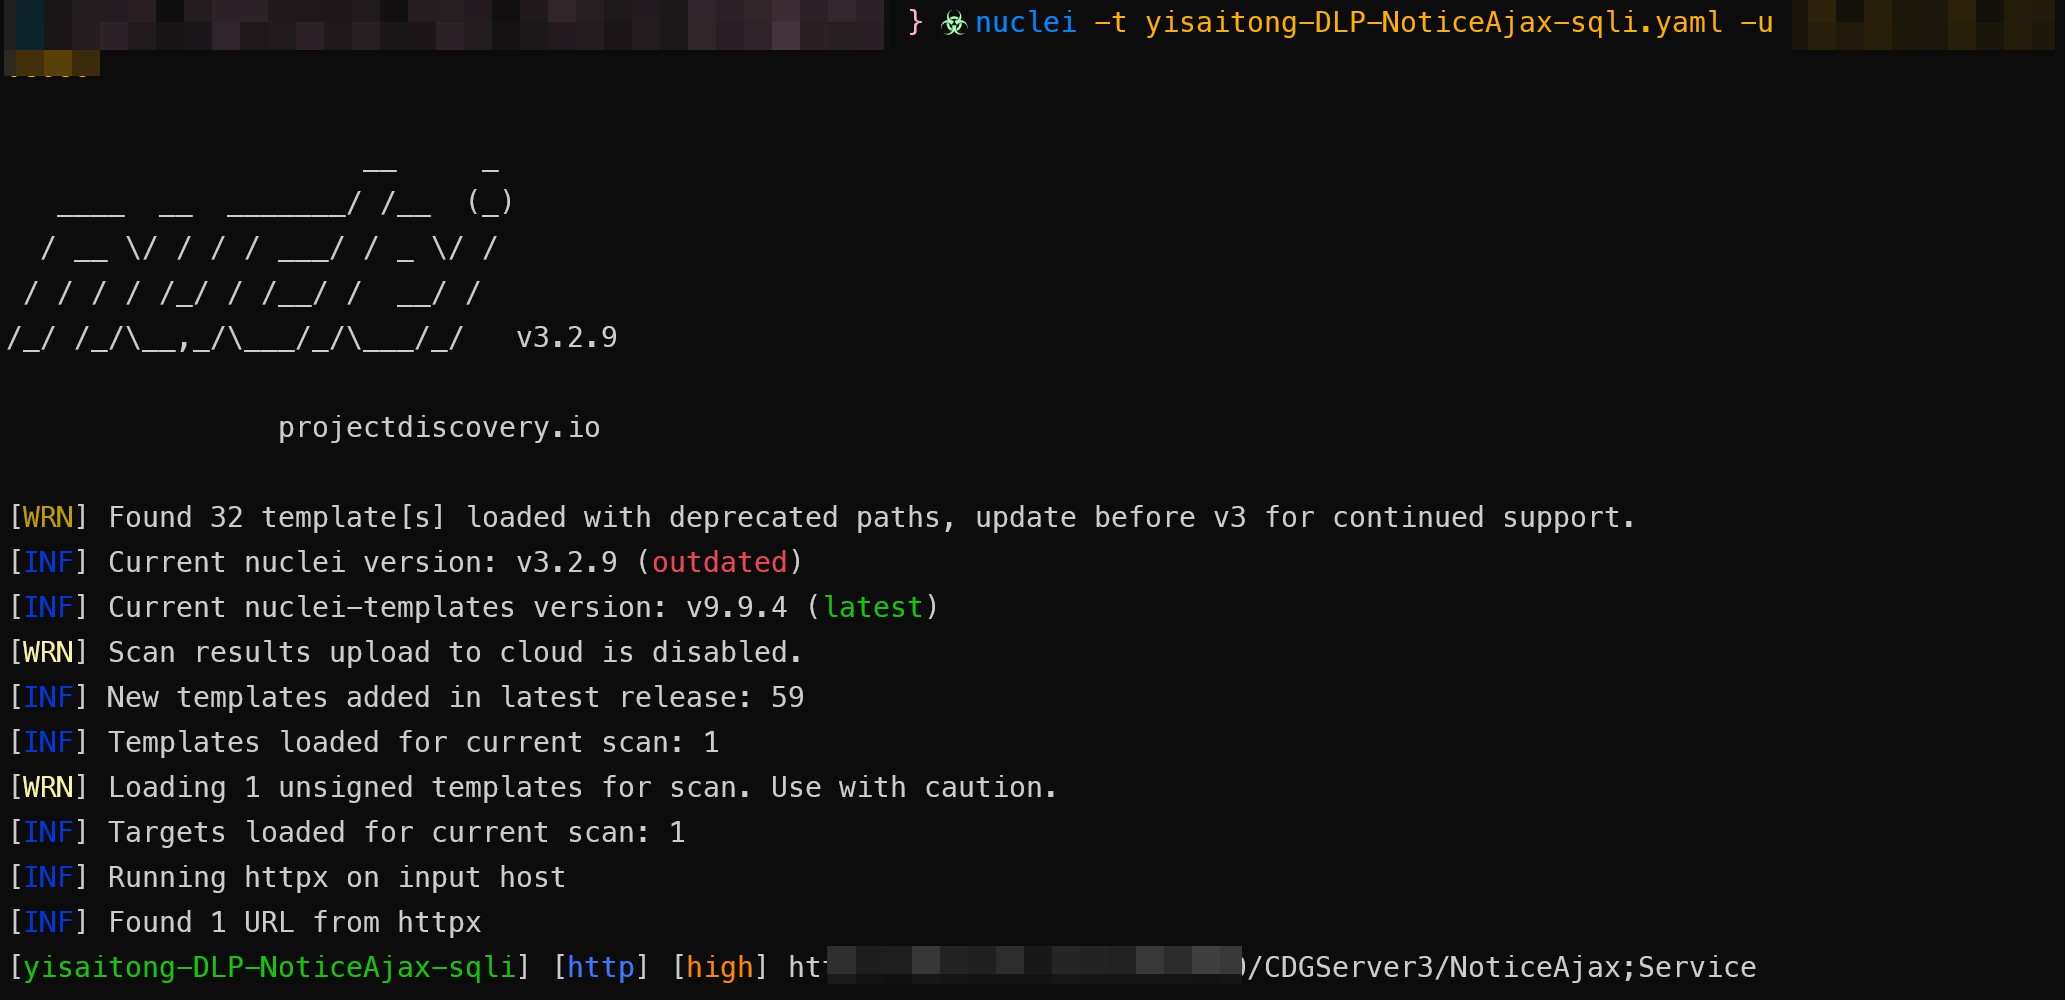 } ☣ nuclei -t yisaitong-DLP-NoticeAjax-sqli.yaml -u
                     __     _
   ____  __  _______/ /__  (_)
  / __ \/ / / / ___/ / _ \/ /
 / / / / /_/ / /__/ /  __/ /
/_/ /_/\__,_/\___/_/\___/_/   v3.2.9
projectdiscovery.io
[WRN] Found 32 template[s] loaded with deprecated paths, update before v3 for continued support.
[INF] Current nuclei version: v3.2.9 (outdated)
[INF] Current nuclei-templates version: v9.9.4 (latest)
[WRN] Scan results upload to cloud is disabled.
[INF] New templates added in latest release: 59
[INF] Templates loaded for current scan: 1
[WRN] Loading 1 unsigned templates for scan. Use with caution.
[INF] Targets loaded for current scan: 1
[INF] Running httpx on input host
[INF] Found 1 URL from httpx
[yisaitong-DLP-NoticeAjax-sqli] [http] [high] htt /CDGServer3/NoticeAjax;Service